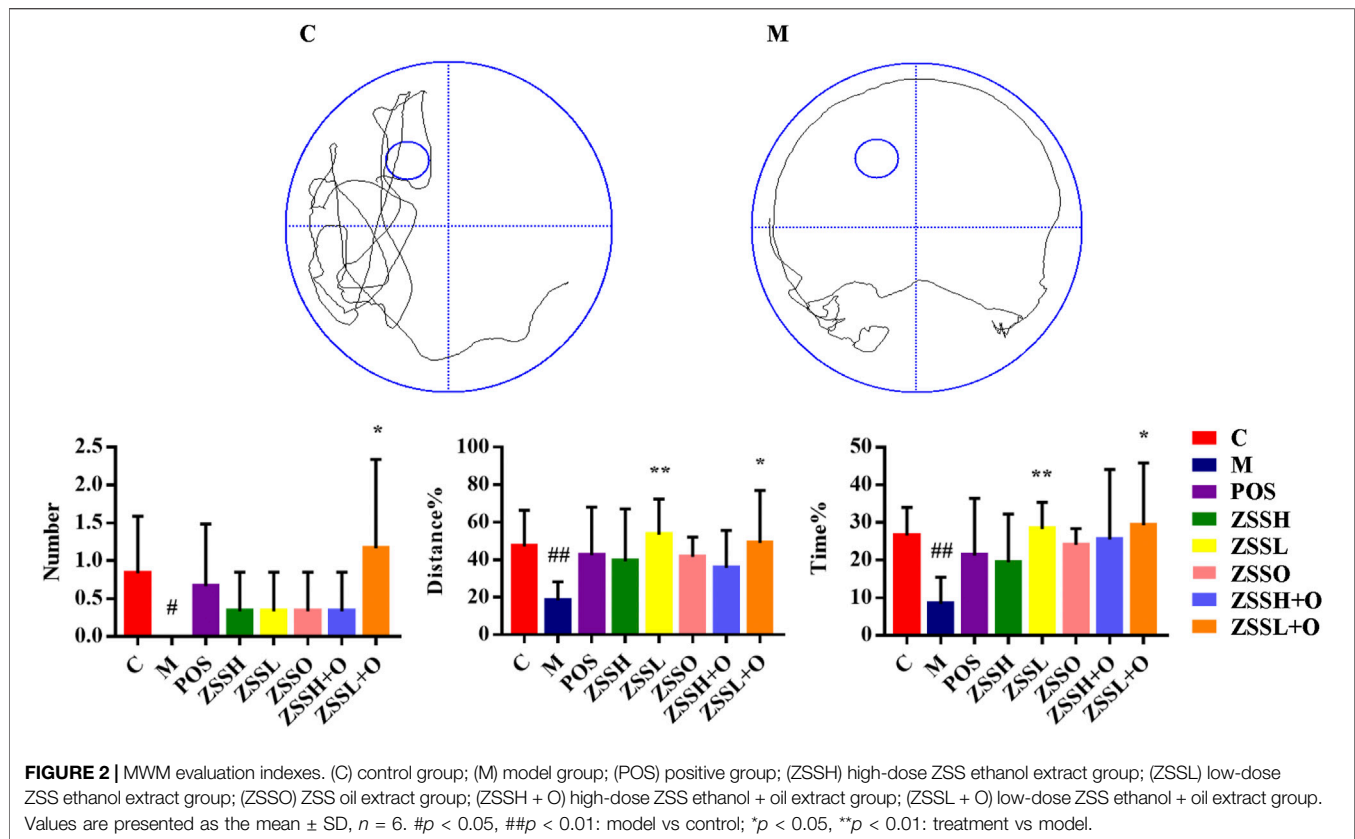 C
M
2.5
2.0
1.5
1.0
0.5
0.0
Number
#
*
C
M
POS
ZSSH
ZSSL
ZSSO
ZSSH+O
ZSSL+O
100
80
60
40
20
0
Distance%
##
**
*
C
M
POS
ZSSH
ZSSL
ZSSO
ZSSH+O
ZSSL+O
50
40
30
20
10
0
Time%
##
**
*
C
M
POS
ZSSH
ZSSL
ZSSO
ZSSH+O
ZSSL+O
C
M
POS
ZSSH
ZSSL
ZSSO
ZSSH+O
ZSSL+O
FIGURE 2 | MWM evaluation indexes. (C) control group; (M) model group; (POS) positive group; (ZSSH) high-dose ZSS ethanol extract group; (ZSSL) low-dose
ZSS ethanol extract group; (ZSSO) ZSS oil extract group; (ZSSH + O) high-dose ZSS ethanol + oil extract group; (ZSSL + O) low-dose ZSS ethanol + oil extract group.
Values are presented as the mean ± SD, n = 6. #p < 0.05, ##p < 0.01: model vs control; *p < 0.05, **p < 0.01: treatment vs model.